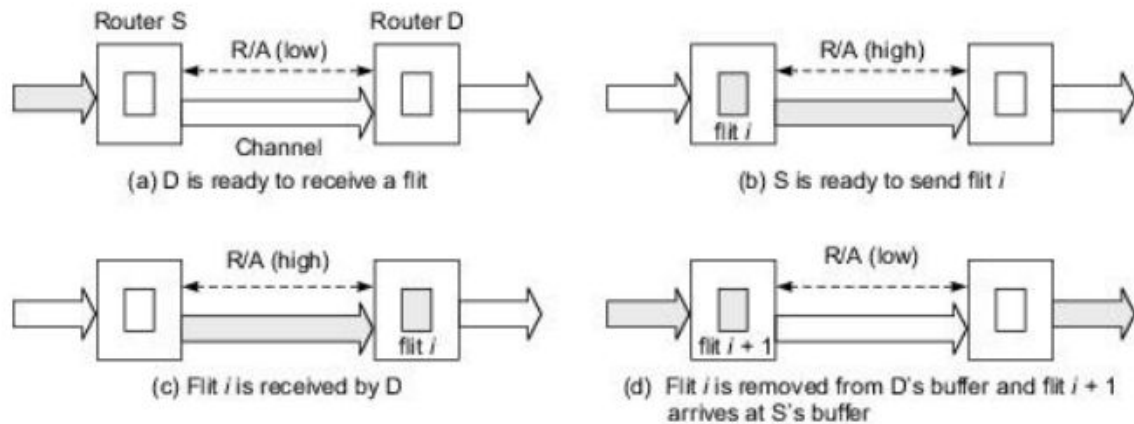 Router S
Router D
R/A (low)
Channel
(a) D is ready to receive a flit
R/A (high)
flit i
(b) S is ready to send flit i
R/A (high)
flit i
(c) Flit i is received by D
R/A (low)
flit i + 1
(d) Flit i is removed from D's buffer and flit i + 1
arrives at S's buffer